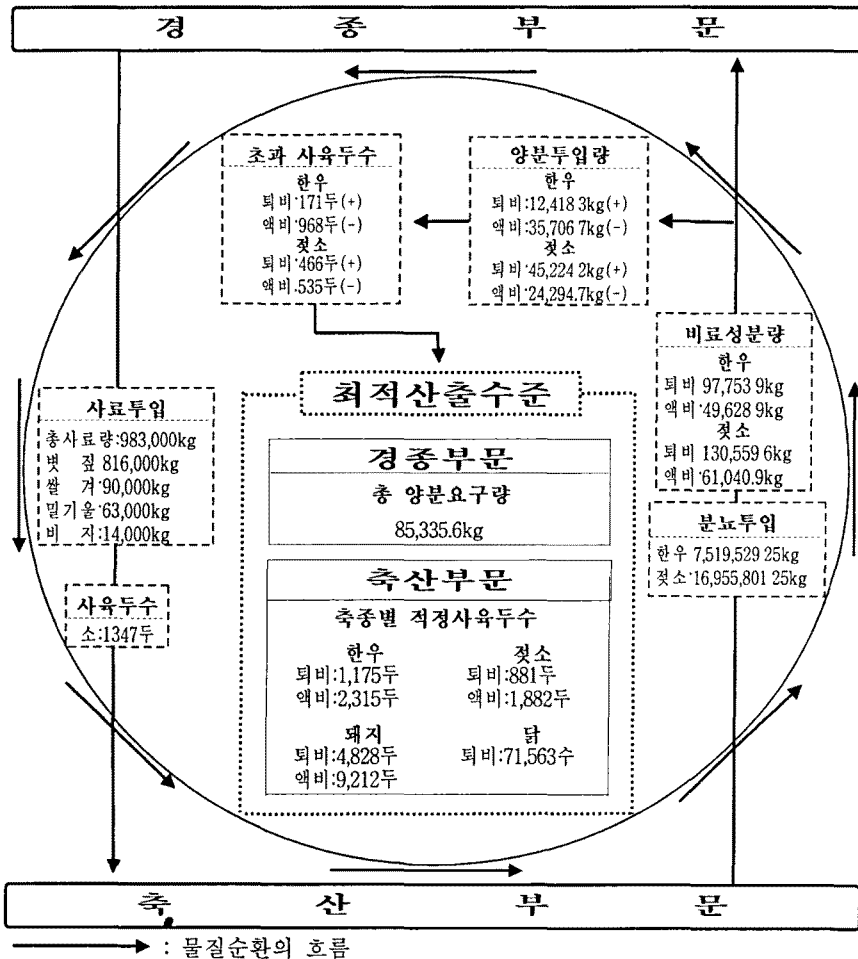 경 종 부 문
초과 사육두수
한우
퇴비·171두(+)
액비·968두(-)
젖소
퇴비·466두(+)
액비.535두(-)
양분투입량
한우
퇴비:12,418 3kg(+)
액비:35,706 7kg(-)
젖소
퇴비·45,224 2kg(+)
액비·24,294.7kg(-)
비료성분량
한우
퇴비 97,753 9kg
액비·49,628 9kg
젖소
퇴비 130,559 6kg
액비:61,040.9kg
분뇨투입
한우 7,519,529 25kg
젖소·16,955,801 25kg
사료투입
총사료량:983,000kg
볏 짚 816,000kg
쌀 겨·90,000kg
밀기울·63,000kg
비 지:14,000kg
사육두수
소:1347두
최적산출수준
경종부문
총 양분요구량
85,335.6kg
축산부문
축종별 적정사육두수
한우 젖소
퇴비:1,175두 퇴비:881두
액비:2,315두 액비:1,882두
돼지 닭
퇴비:4,828두 퇴비:71,563수
액비:9,212두
축 산 부 문
: 물질순환의 흐름